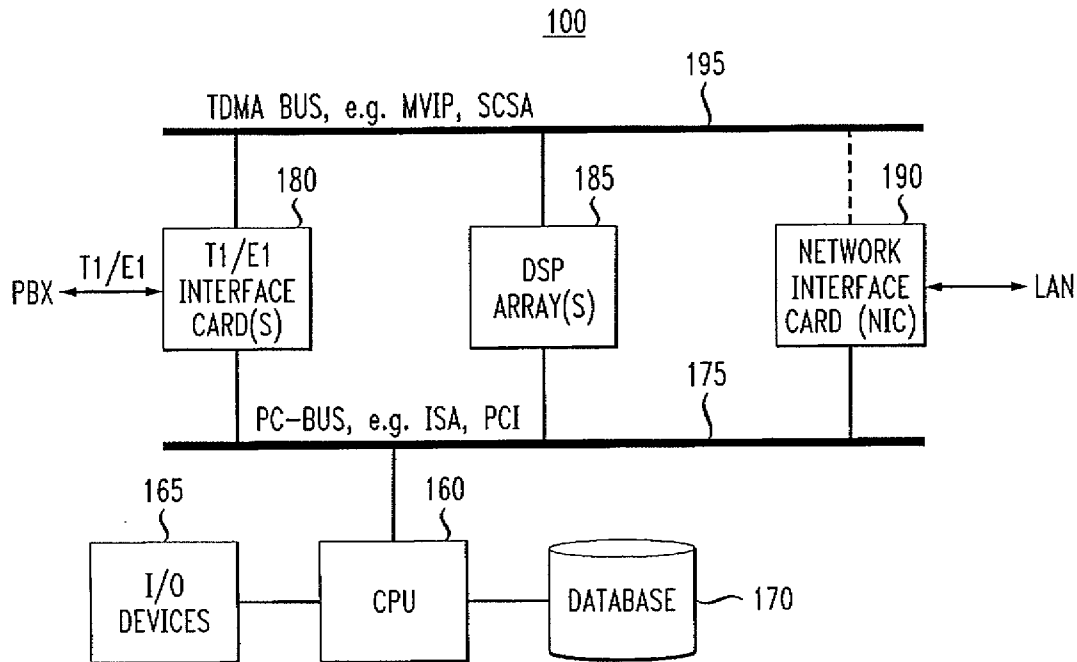 100
195
TDMA BUS, e.g. MVIP, SCSA
180
185
190
T1/E1
PBX
T1/E1
INTERFACE
CARD(S)
DSP
ARRAY(S)
NETWORK
INTERFACE
CARD (NIC)
LAN
175
PC-BUS, e.g. ISA, PCI
165
160
I/O
DEVICES
CPU
DATABASE
170